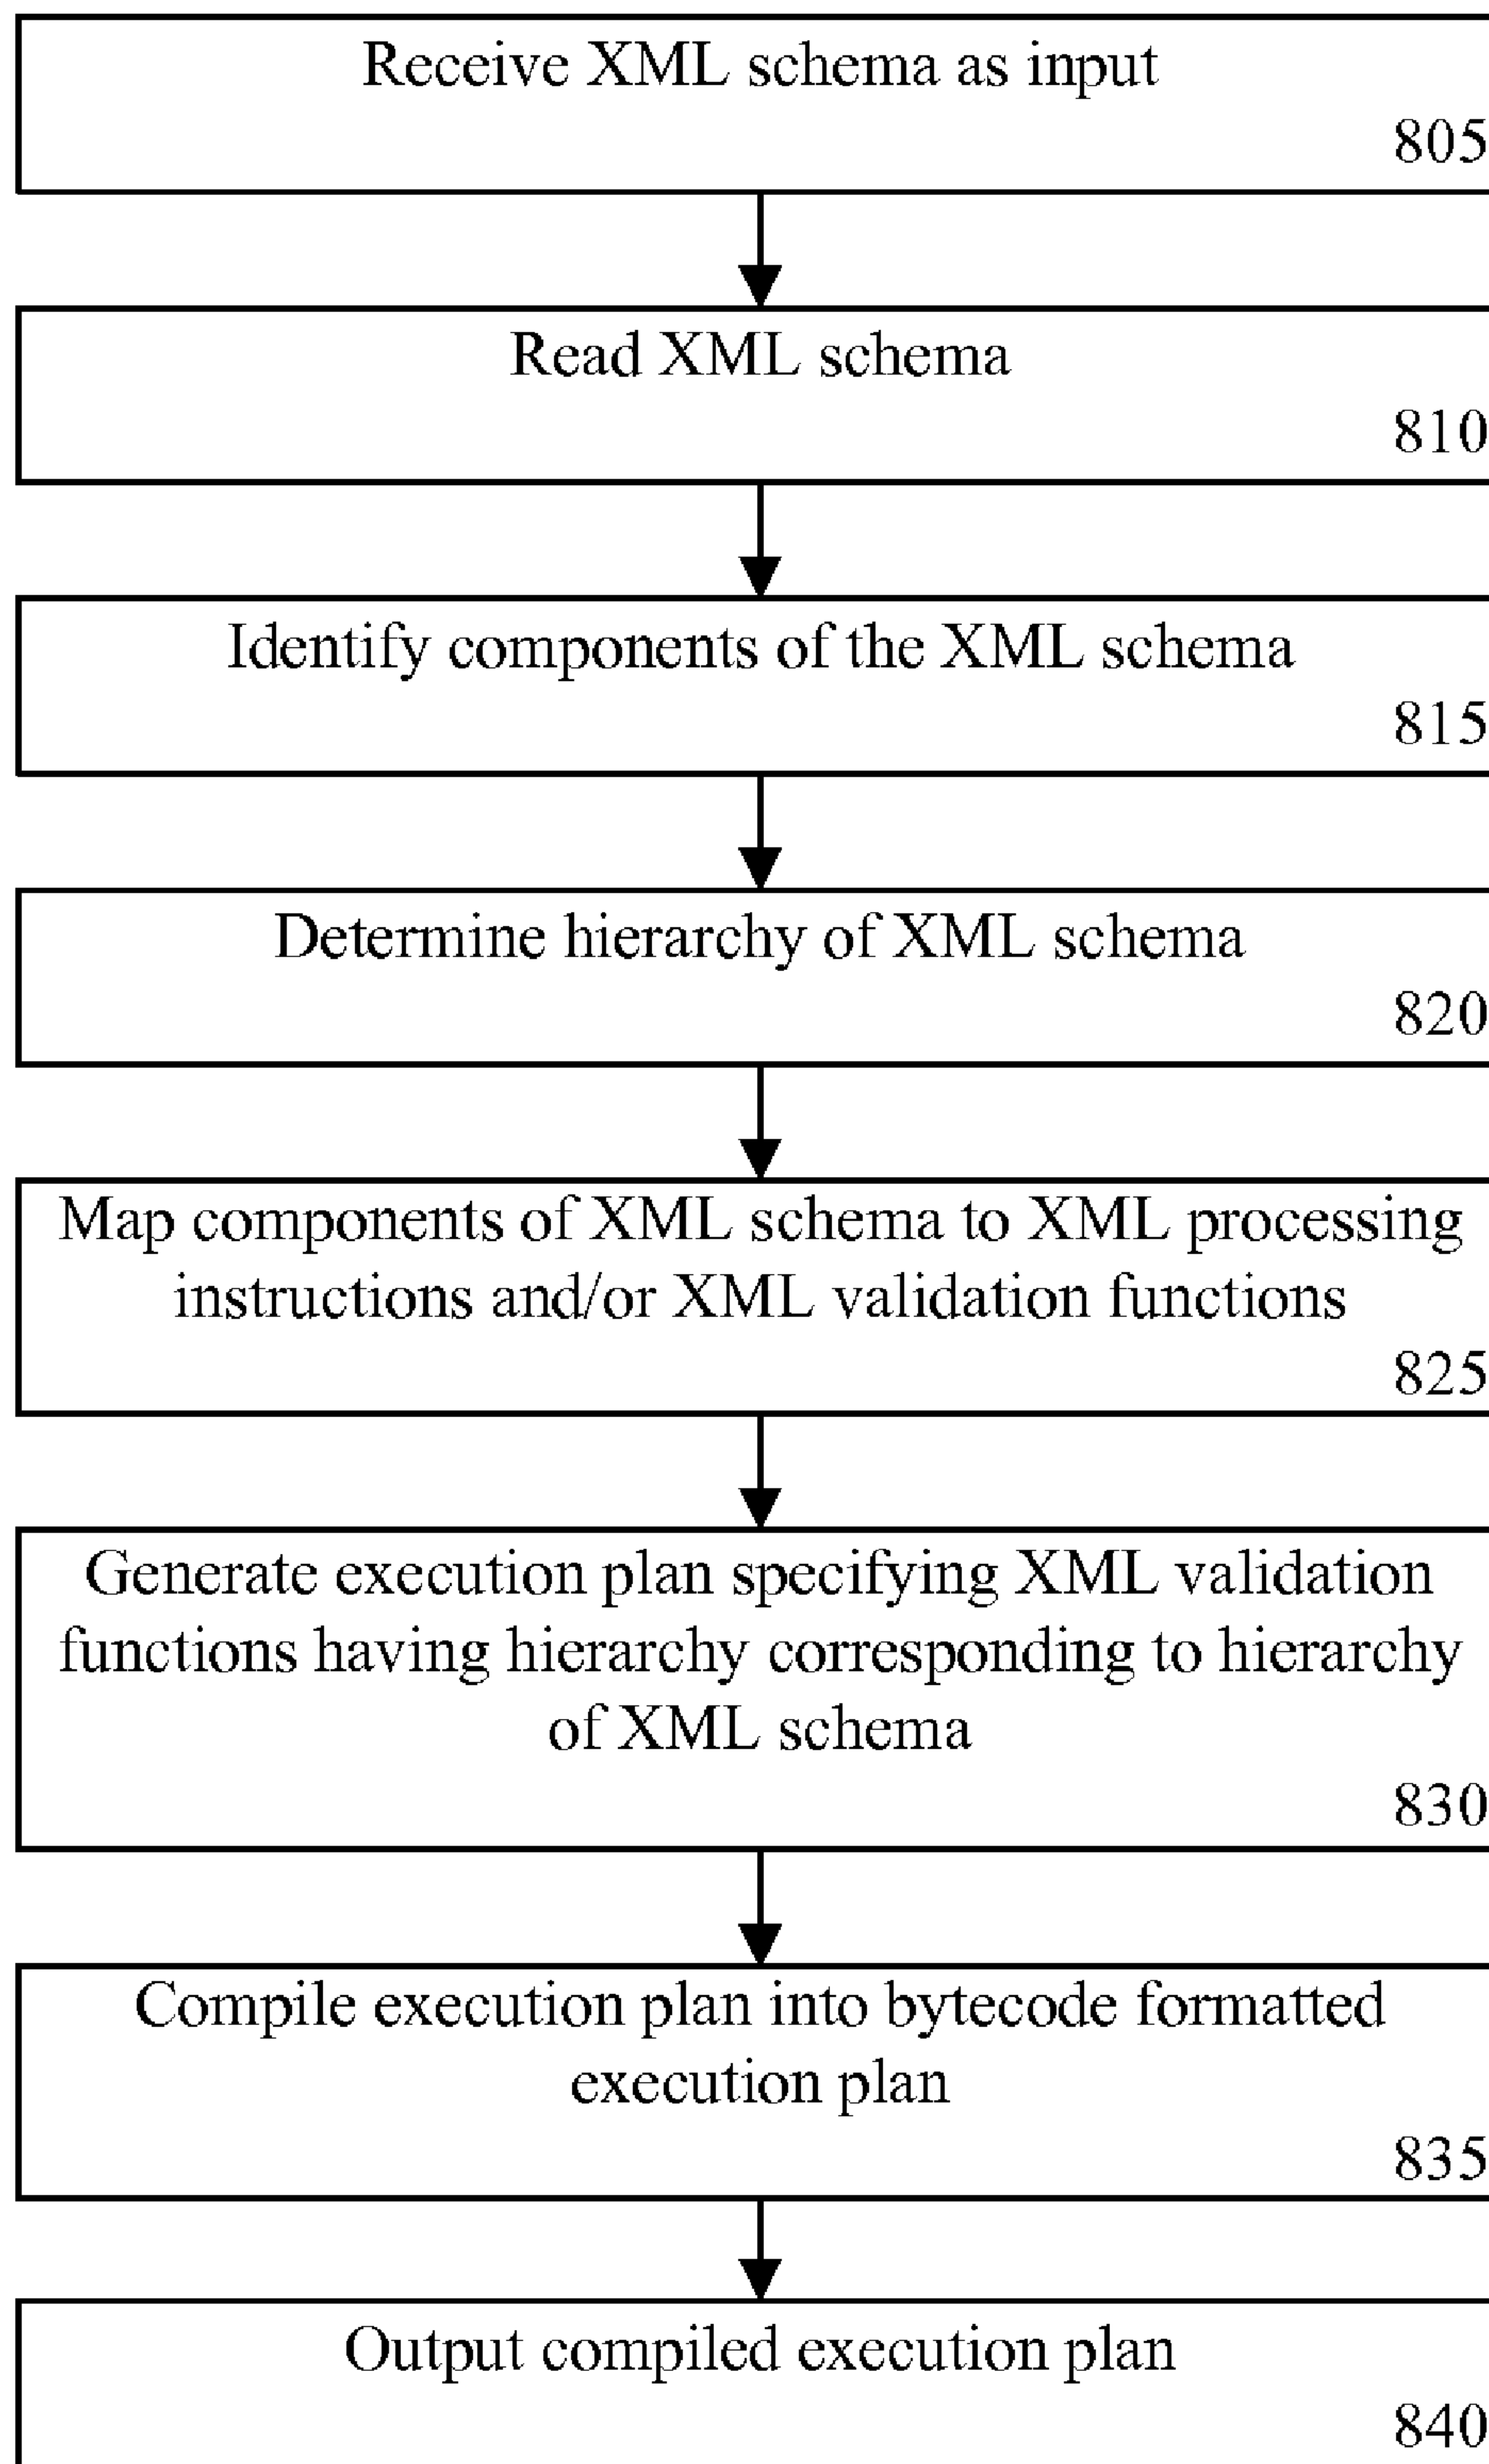 Receive XML schema as input
805
Read XML schema
810
Identify components of the XML schema
815
Determine hierarchy of XML schema
820
Map components of XML schema to XML processing
instructions and/or XML validation functions
825
Generate execution plan specifying XML validation
functions having hierarchy corresponding to hierarchy
of XML schema
830
Compile execution plan into bytecode formatted
execution plan
835
Output compiled execution plan
840